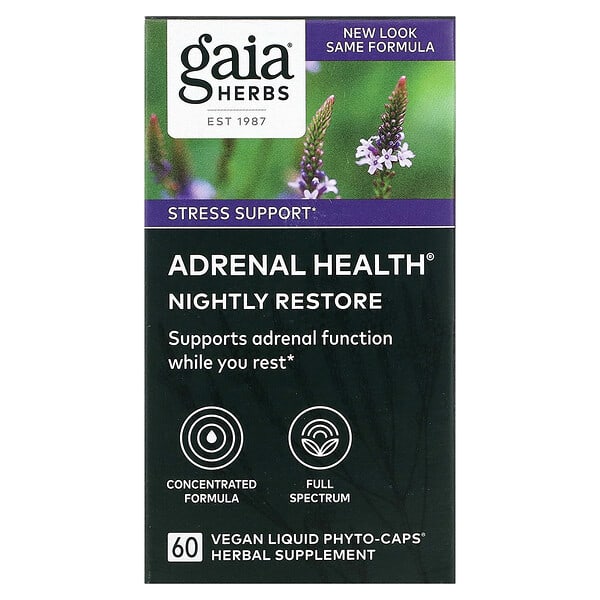 NEW LOOK
SAME FORMULA
gaia®
HERBS
EST 1987
STRESS SUPPORT*
ADRENAL HEALTH®
NIGHTLY RESTORE
Supports adrenal function
while you rest*
CONCENTRATED
FORMULA
FULL
SPECTRUM
60 VEGAN LIQUID PHYTO-CAPS®
HERBAL SUPPLEMENT